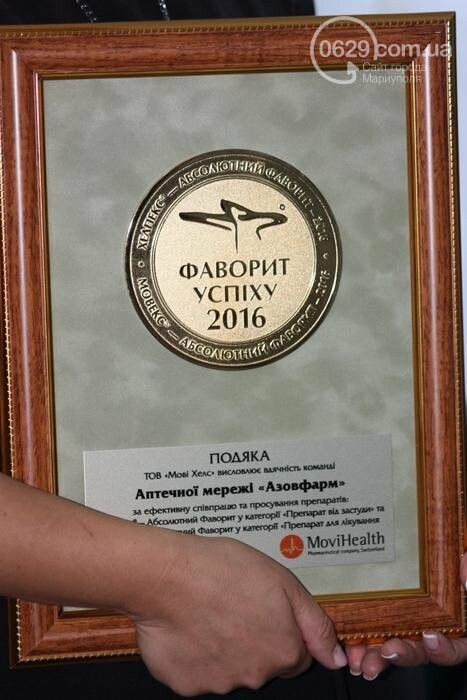 0629.com.ua
Сайт города
Мариуполя
ХЕЛПЕКС® — АБСОЛЮТНИЙ ФАВОРИТ - 2016
ФАВОРИТ
УСПІХУ
2016
МОВЕКС® — АБСОЛЮТНИЙ ФАВОРИТ - 2016
ПОДЯКА
ТОВ «Мові Хелс» висловлює вдячність команді
Аптечної мережі «Азовфарм»
за ефективну співпрацю та просування препаратів:
® – Абсолютний Фаворит у категорії «Препарат від застуди» та
Фаворит у категорії «Препарат для лікування
MoviHealth
Pharmaceutical company, Switzerland